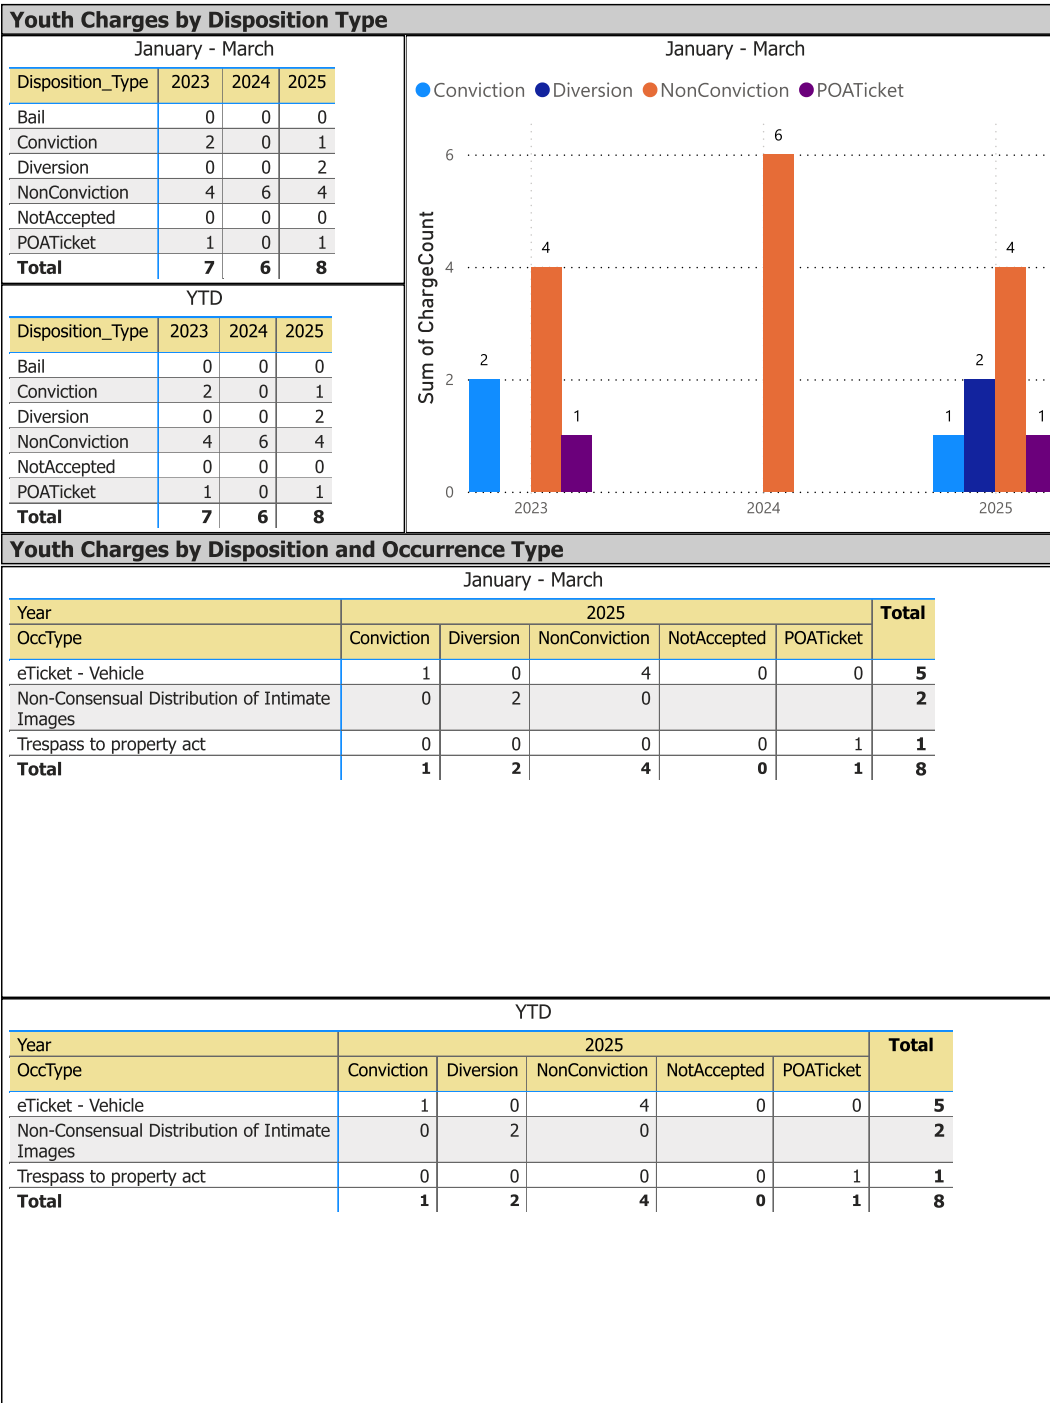 Youth Charges by Disposition Type
January - March
Disposition_Type 2023 2024 2025
Bail 0 0 0
Conviction 2 0 1
Diversion 0 0 2
NonConviction 4 6 4
NotAccepted 0 0 0
POATicket 1 0 1
Total 7 6 8
YTD
Disposition_Type 2023 2024 2025
Bail 0 0 0
Conviction 2 0 1
Diversion 0 0 2
NonConviction 4 6 4
NotAccepted 0 0 0
POATicket 1 0 1
Total 7 6 8
January - March
Conviction Diversion NonConviction POATicket
Sum of ChargeCount
6
4
2
0
2
4
1
6
1
2
4
1
2023 2024 2025
Youth Charges by Disposition and Occurrence Type
January - March
Year 2025 Total
OccType Conviction Diversion NonConviction NotAccepted POATicket
eTicket - Vehicle 1 0 4 0 0 5
Non-Consensual Distribution of Intimate 0 2 0 2
Images
Trespass to property act 0 0 0 0 1 1
Total 1 2 4 0 1 8
YTD
Year 2025 Total
OccType Conviction Diversion NonConviction NotAccepted POATicket
eTicket - Vehicle 1 0 4 0 0 5
Non-Consensual Distribution of Intimate 0 2 0 2
Images
Trespass to property act 0 0 0 0 1 1
Total 1 2 4 0 1 8